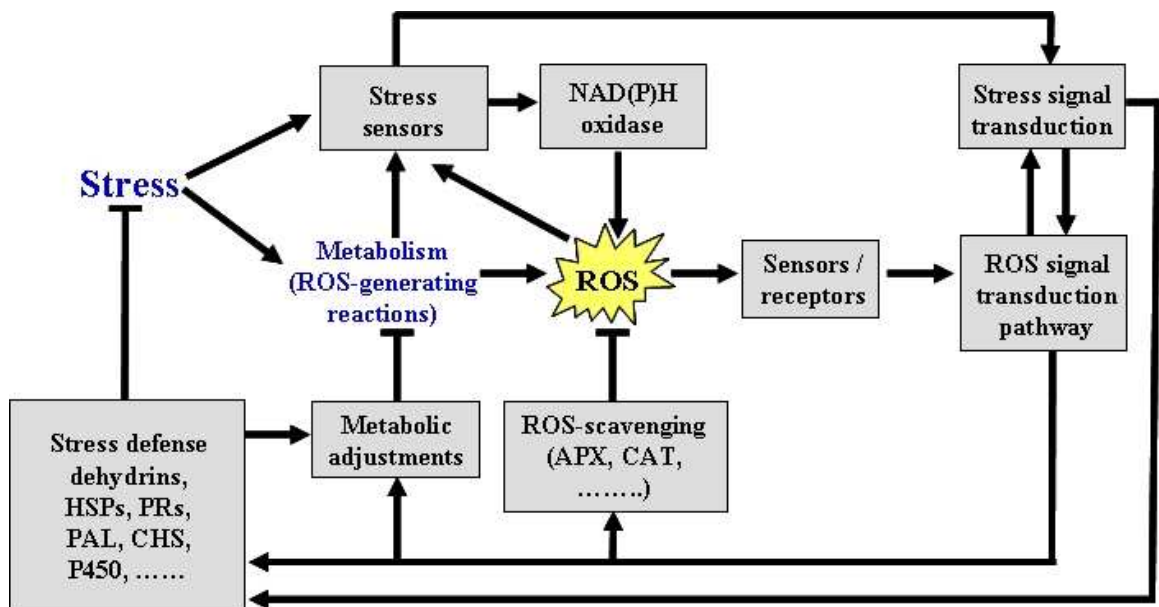 Stress
sensors
NAD(P)H
oxidase
Stress signal
transduction
Stress
Metabolism
(ROS-generating
reactions)
ROS
Sensors /
receptors
ROS signal
transduction
pathway
Stress defense
dehydrins,
HSPs, PRs,
PAL, CHS,
P450, ......
Metabolic
adjustments
ROS-scavenging
(APX, CAT,
........)